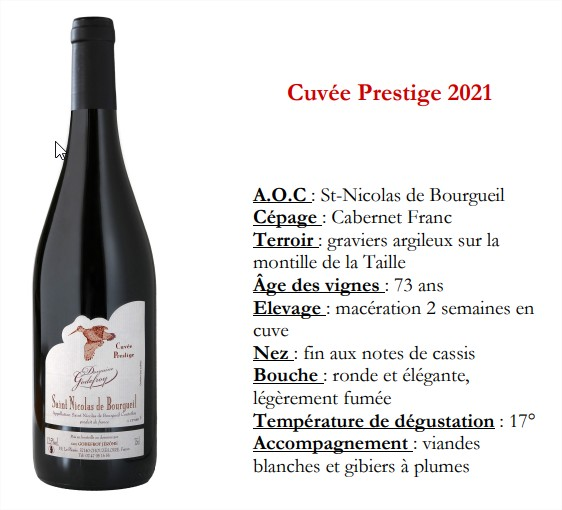 Cuvée Prestige 2021
A.O.C : St-Nicolas de Bourgueil
Cépage : Cabernet Franc
Terroir : graviers argileux sur la
montille de la Taille
Âge des vignes : 73 ans
Elevage : macération 2 semaines en
cuve
Nez : fin aux notes de cassis
Bouche : ronde et élégante,
légèrement fumée
Température de dégustation : 17°
Accompagnement : viandes
blanches et gibiers à plumes
Cuvée
Prestige
Domaine
Godefroy
Saint Nicolas de Bourgueil